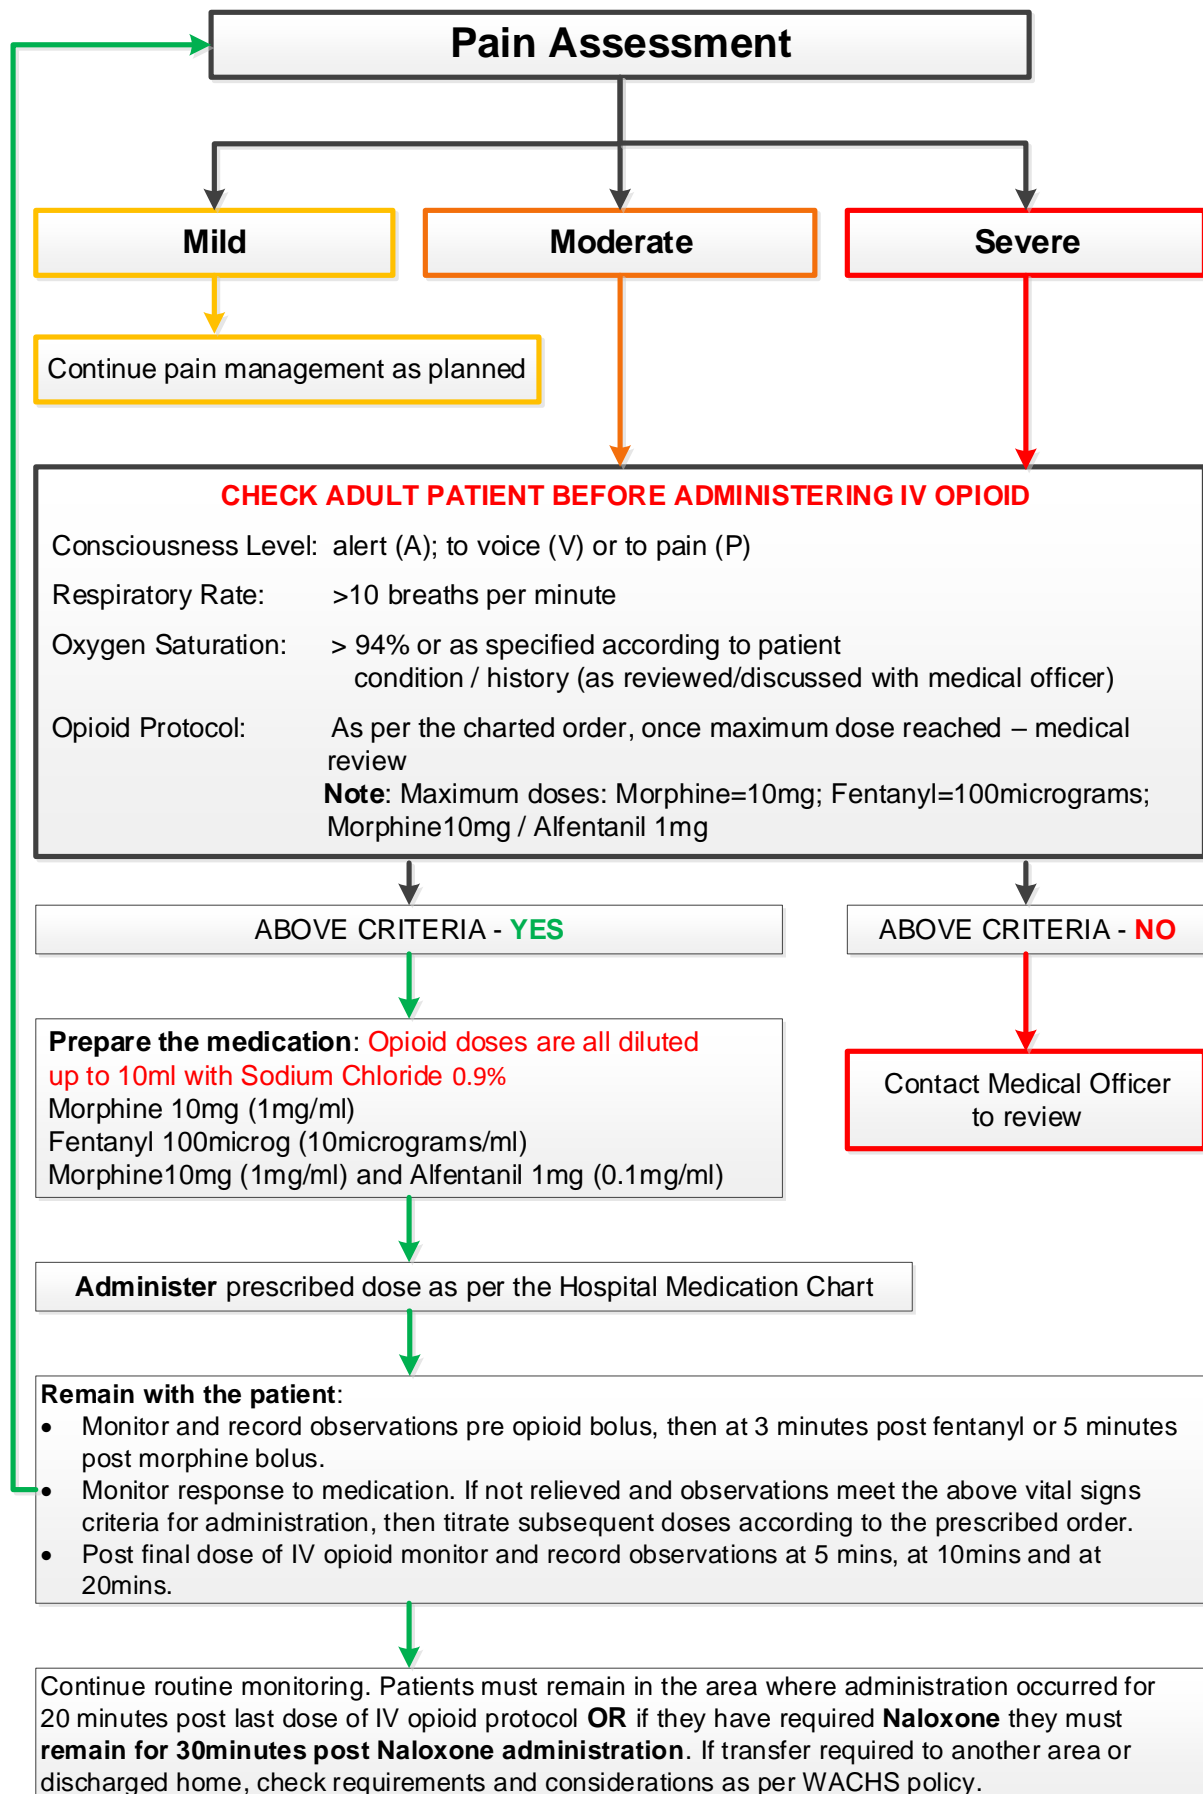 Pain Assessment
Mild
Moderate
Severe
Continue pain management as planned
CHECK ADULT PATIENT BEFORE ADMINISTERING IV OPIOID
Consciousness Level: alert (A); to voice (V) or to pain (P)
Respiratory Rate: >10 breaths per minute
Oxygen Saturation: > 94% or as specified according to patient
condition / history (as reviewed/discussed with medical officer)
Opioid Protocol: As per the charted order, once maximum dose reached – medical
review
Note: Maximum doses: Morphine=10mg; Fentanyl=100micrograms;
Morphine10mg / Alfentanil 1mg
ABOVE CRITERIA - YES
ABOVE CRITERIA - NO
Prepare the medication: Opioid doses are all diluted
up to 10ml with Sodium Chloride 0.9%
Morphine 10mg (1mg/ml)
Fentanyl 100microg (10micrograms/ml)
Morphine10mg (1mg/ml) and Alfentanil 1mg (0.1mg/ml)
Contact Medical Officer
to review
Administer prescribed dose as per the Hospital Medication Chart
Remain with the patient:
• Monitor and record observations pre opioid bolus, then at 3 minutes post fentanyl or 5 minutes
post morphine bolus.
• Monitor response to medication. If not relieved and observations meet the above vital signs
criteria for administration, then titrate subsequent doses according to the prescribed order.
• Post final dose of IV opioid monitor and record observations at 5 mins, at 10mins and at
20mins.
Continue routine monitoring. Patients must remain in the area where administration occurred for
20 minutes post last dose of IV opioid protocol OR if they have required Naloxone they must
remain for 30minutes post Naloxone administration. If transfer required to another area or
discharged home, check requirements and considerations as per WACHS policy.